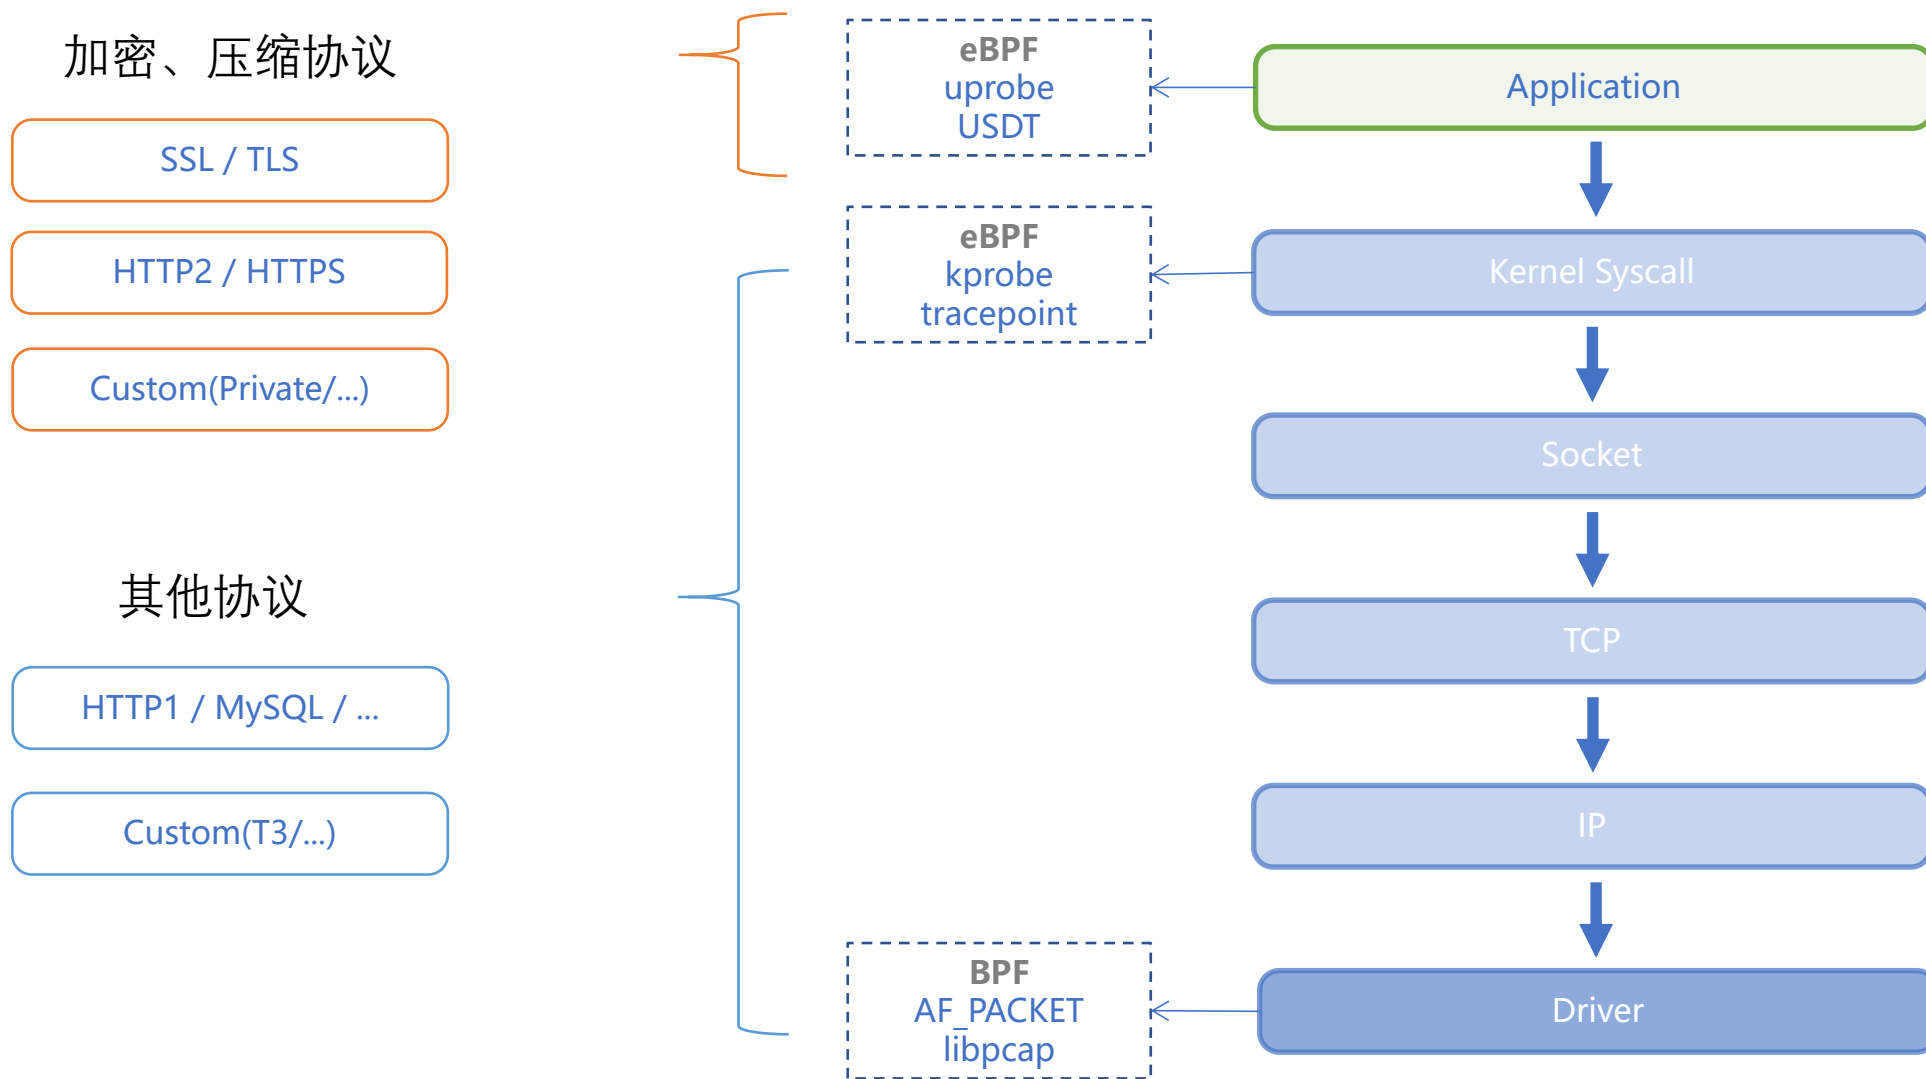 加密、压缩协议
SSL / TLS
HTTP2 / HTTPS
Custom(Private/...)
其他协议
HTTP1 / MySQL / ...
Custom(T3/...)
eBPF
uprobe
USDT
eBPF
kprobe
tracepoint
BPF
AF_PACKET
libpcap
Application
Kernel Syscall
Socket
TCP
IP
Driver